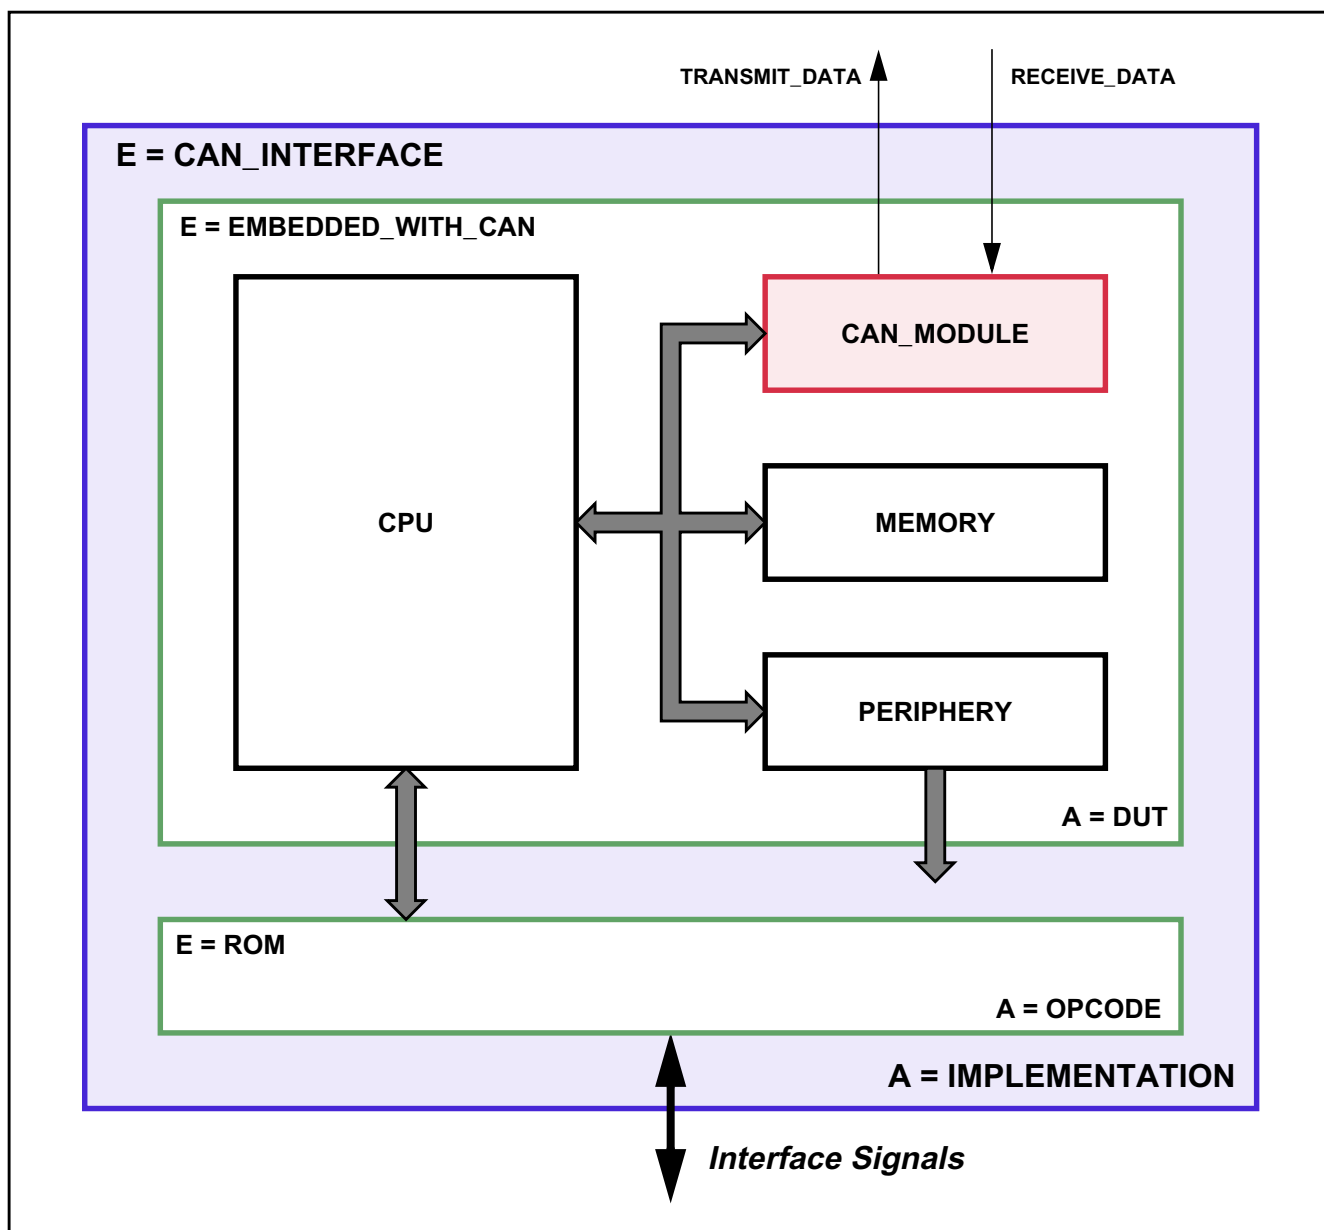 TRANSMIT_DATA
RECEIVE_DATA
E = CAN_INTERFACE
E = EMBEDDED_WITH_CAN
CAN_MODULE
CPU
MEMORY
PERIPHERY
A = DUT
E = ROM
A = OPCODE
A = IMPLEMENTATION
Interface Signals